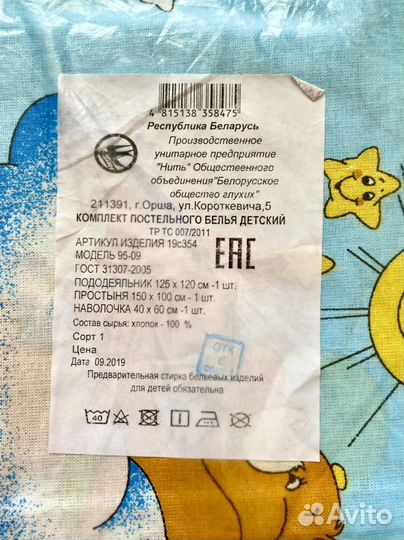 4 815138 358475
Республика Беларусь
Производственное
унитарное предприятие
"Нить" Общественного
объединения"Белорусское
общество глухих"
211391, г.Орша, ул.Короткевича,5
КОМПЛЕКТ ПОСТЕЛЬНОГО БЕЛЬЯ ДЕТСКИЙ
ТР ТС 007/2011
АРТИКУЛ ИЗДЕЛИЯ 19с354
МОДЕЛЬ 95-09
EAC
ГОСТ 31307-2005
ПОДОДЕЯЛЬНИК 125 х 120 см -1 шт.
ПРОСТЫНЯ 150 х 100 см -1 шт.
НАВОЛОЧКА 40 х 60 см -1 шт.
Состав сырья: хлопок - 100 %
Сорт 1
ОТК
6
Цена
Дата 09.2019
Предварительная стирка бельевых изделий
для детей обязательна
40
Avito